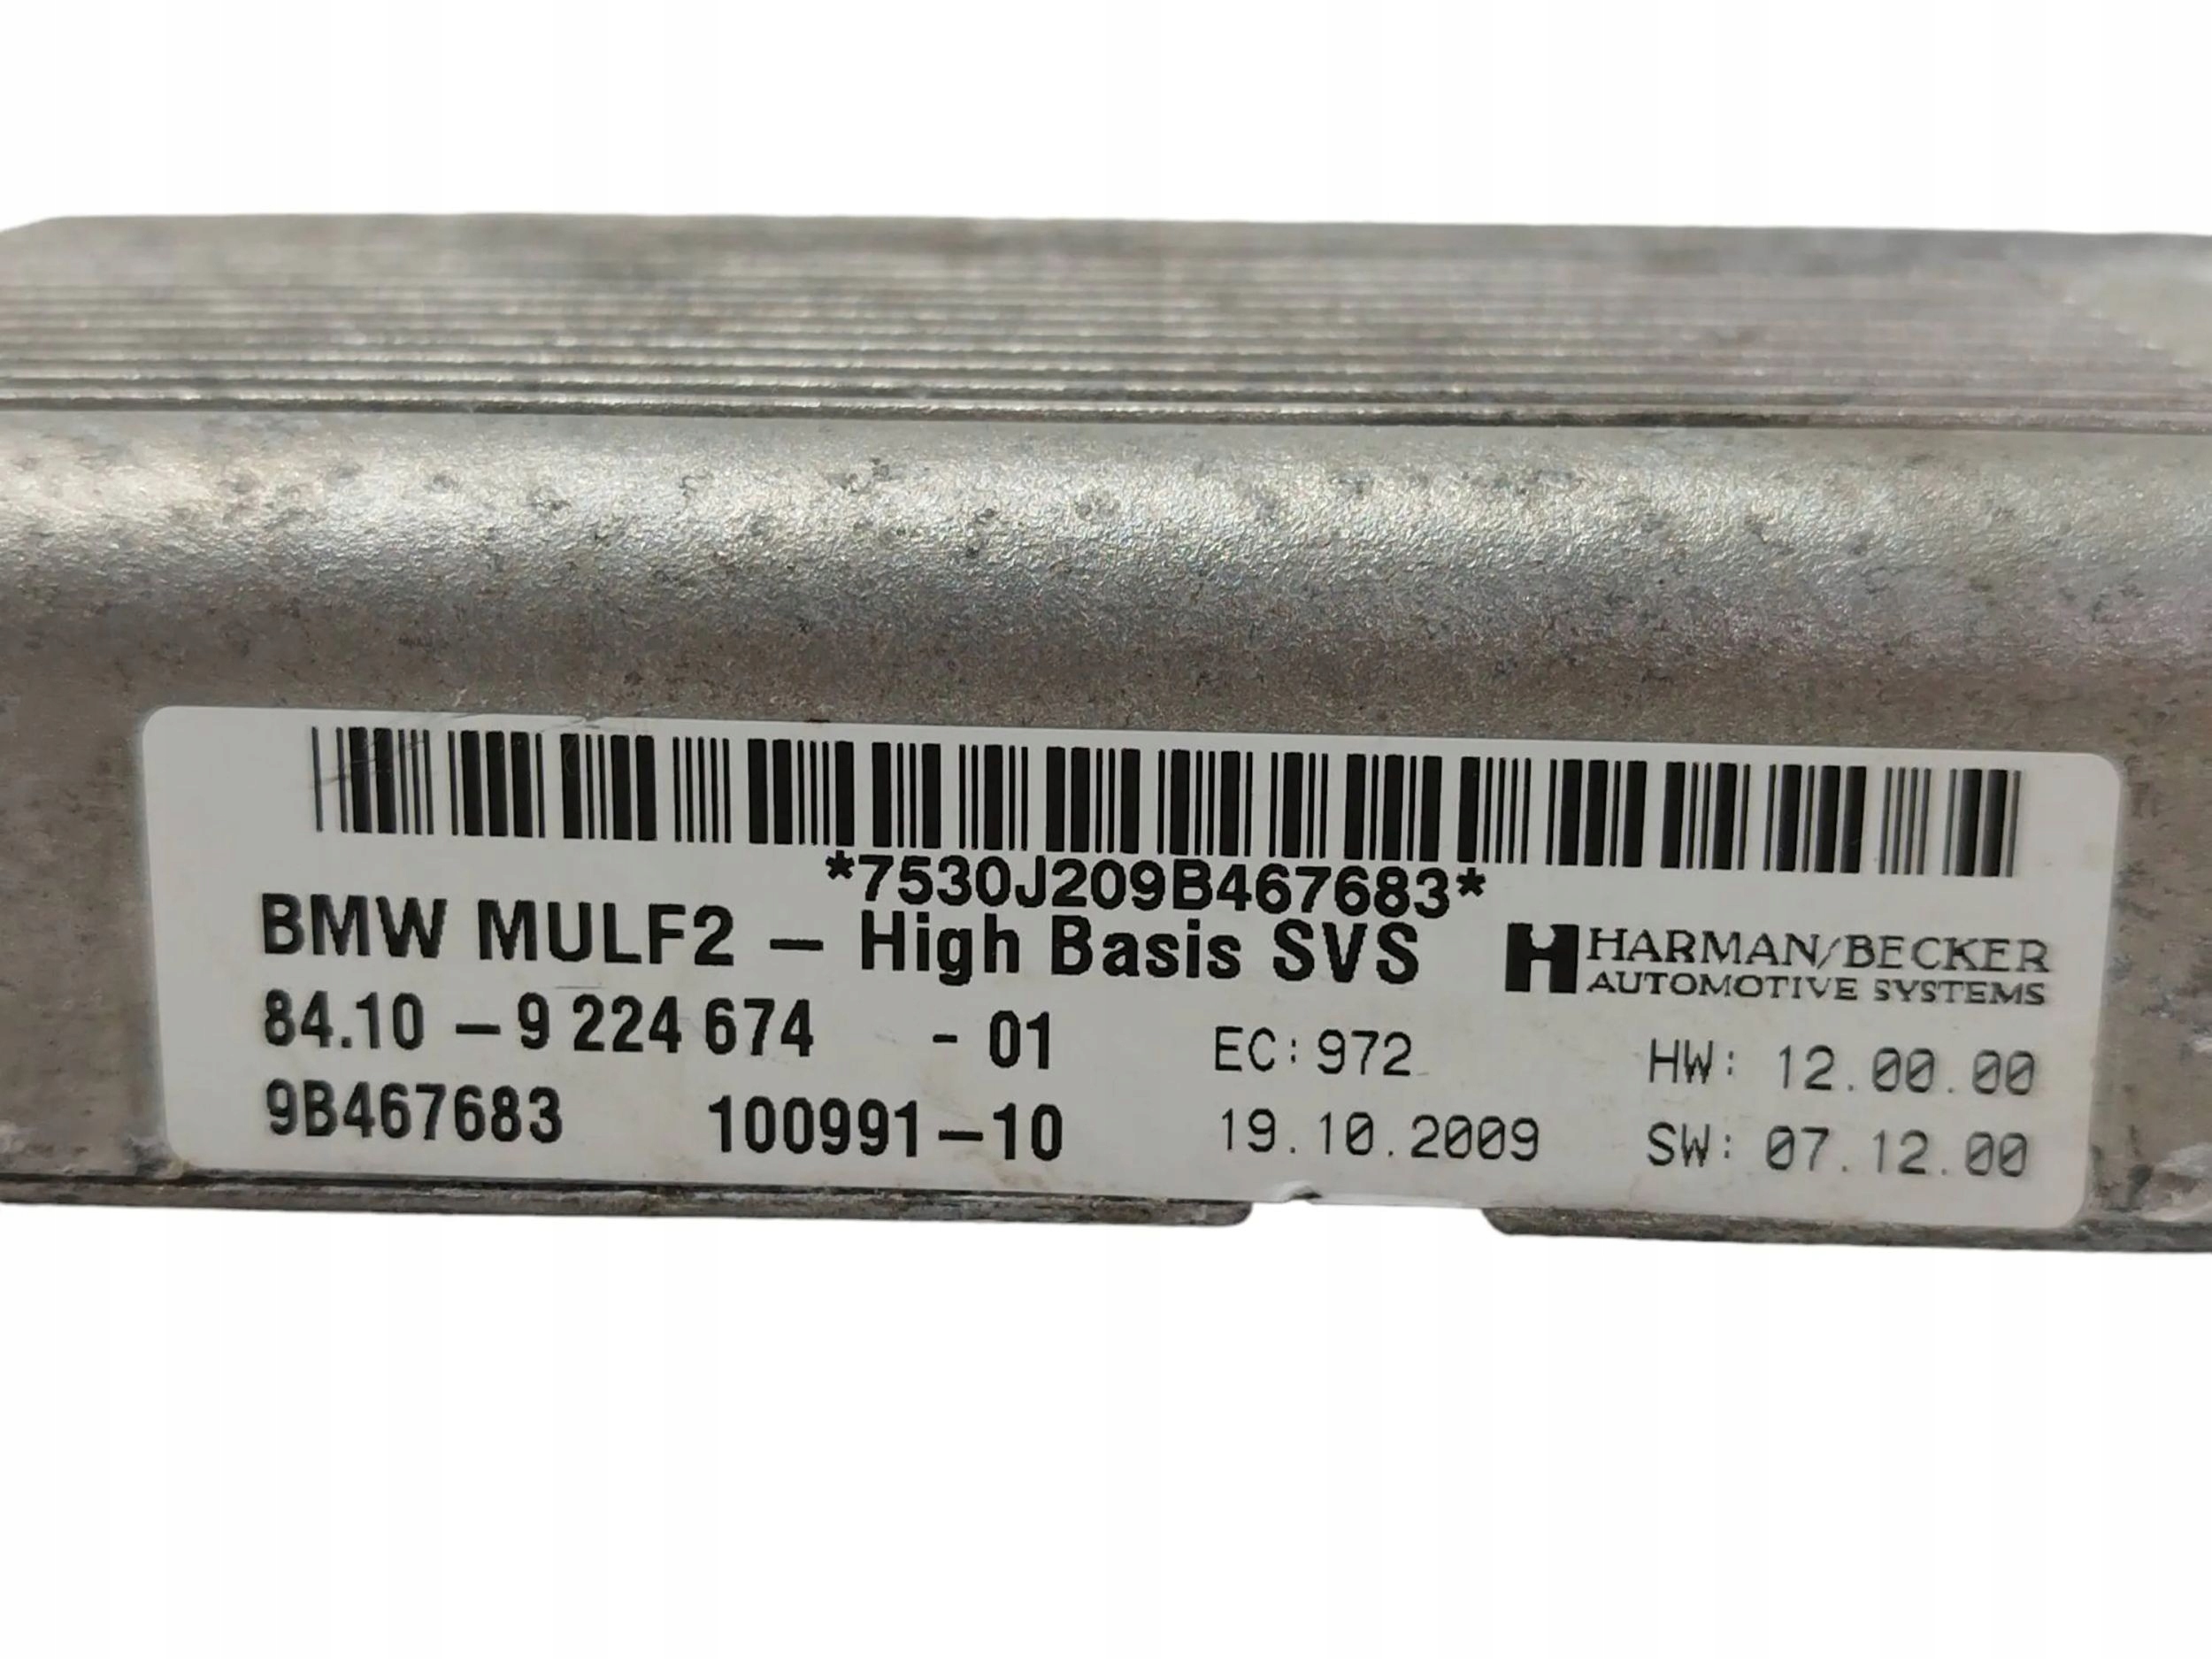 *7530J209B467683*
BMW MULF2 – High Basis SVS
HARMAN/BECKER
AUTOMOTIVE SYSTEMS
84.10 – 9 224 674 - 01 EC: 972 HW: 12.00.00
9B467683 100991–10 19.10.2009 SW: 07.12.00